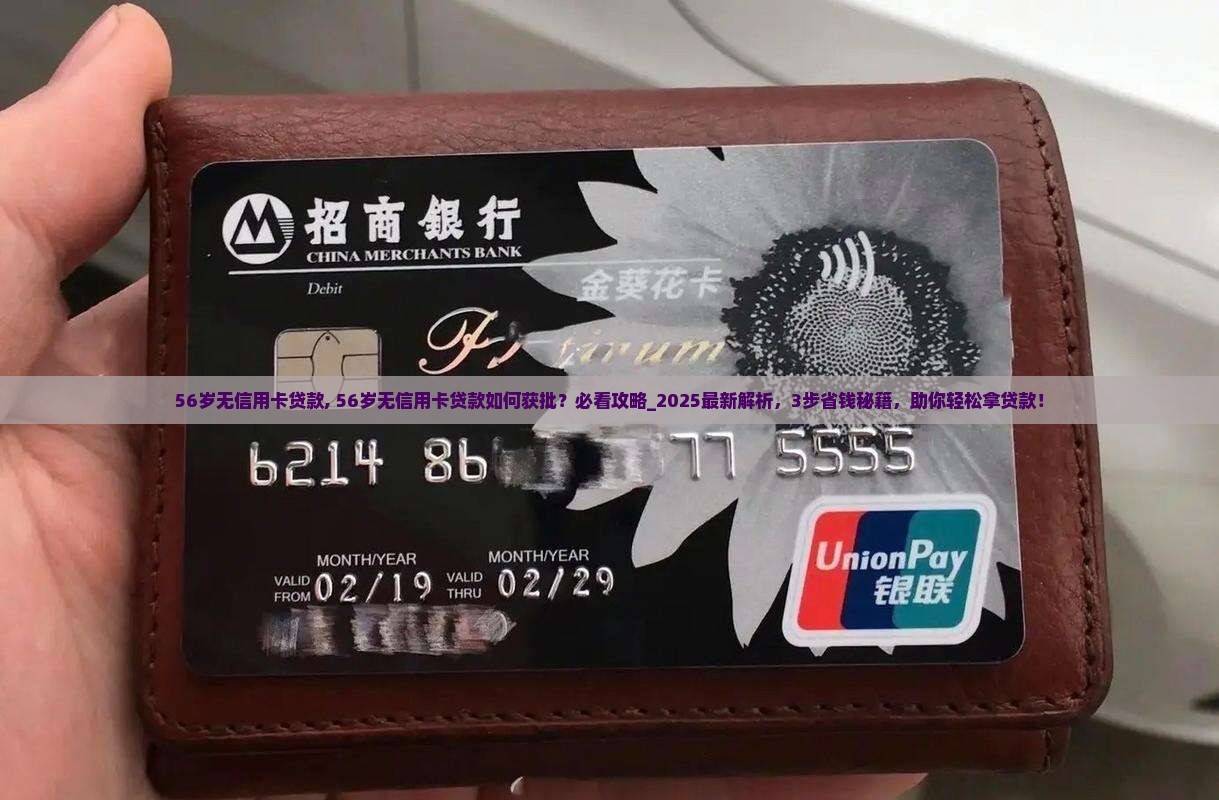 招商銀行
CHINA MERCHANTS BANK
Debit
金葵花卡
56岁无信用卡贷款, 56岁无信用卡贷款如何获批？必看攻略_2025最新解析，3步省钱秘籍，助你轻松拿贷款！
6214 86 77 5555
MONTH/YEAR MONTH/YEAR
VALID FROM 02/19 VALID THRU 02/29
UnionPay
银联